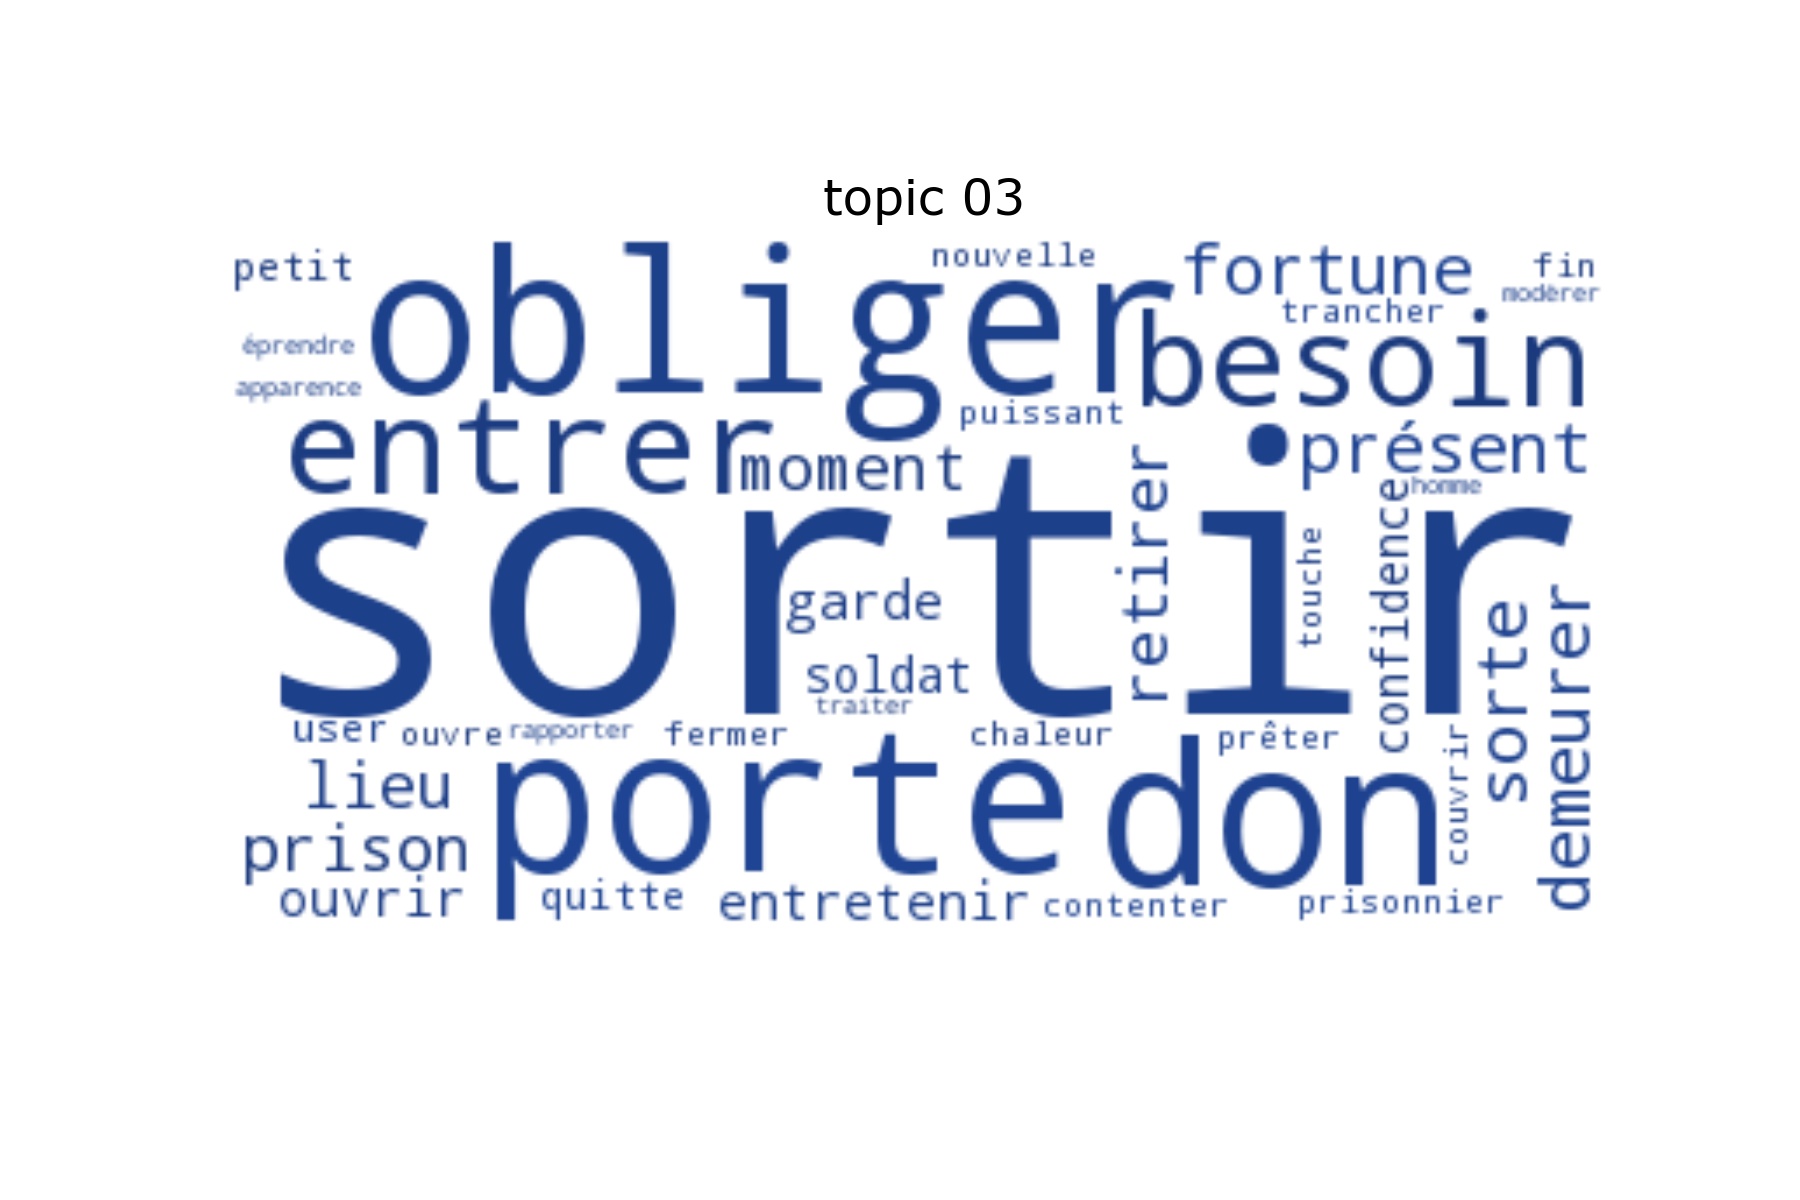 topic 03
petit
obliger
nouvelle
fortune
fin
modèrer
trancher
éprendre
besoin
apparence
puissant
entrer
moment
présent
homme
sortir
retirer
touche
confidence
garde
soldat
traiter
sorte
demeurer
user
ouvre
rapporter
fermer
chaleur
prêter
couvrir
lieu
porte
don
prison
ouvrir
quitte
entretenir
contenter
prisonnier